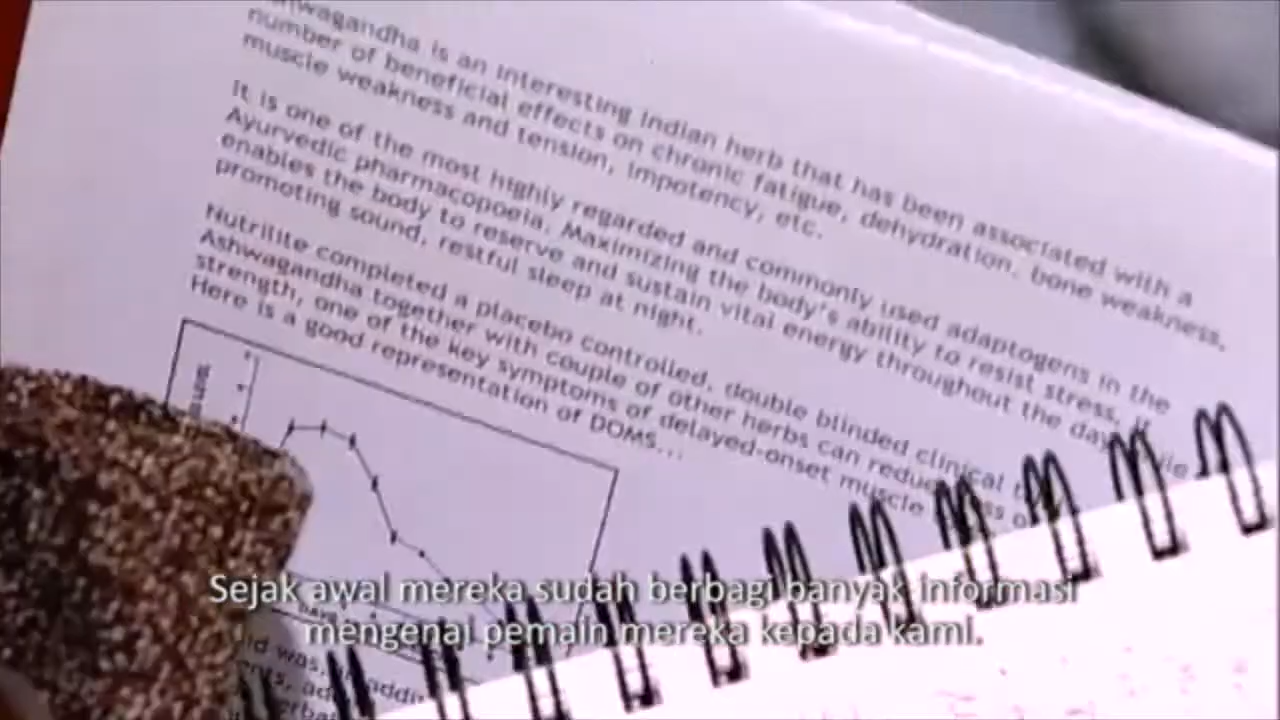 Ashwagandha is an interesting Indian herb that has been associated with a
number of beneficial effects on chronic fatigue, dehydration, bone weakness,
muscle weakness and tension, impotency, etc.
It is one of the most highly regarded and commonly used adaptogens in the
Ayurvedic pharmacopoeia. Maximizing the body's ability to resist stress, it
enables the body to reserve and sustain vital energy throughout the day
promoting sound, restful sleep at night.
Nutrilite completed a placebo controlled, double blinded clinical
Ashwagandha together with couple of other herbs can reduce
strength, one of the key symptoms of delayed-onset muscle
Here is a good representation of DOMS...
Sejak awal mereka sudah berbagi banyak informasi
mengenai pemain mereka kepada kami.